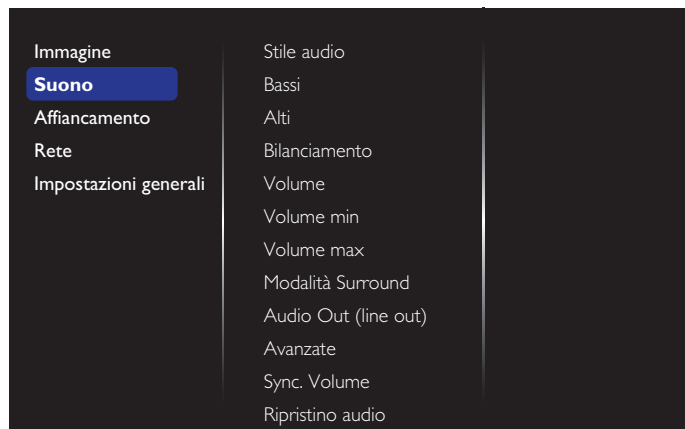 Immagine
Suono
Affiancamento
Rete
Impostazioni generali
Stile audio
Bassi
Alti
Bilanciamento
Volume
Volume min
Volume max
Modalità Surround
Audio Out (line out)
Avanzate
Sync. Volume
Ripristino audio